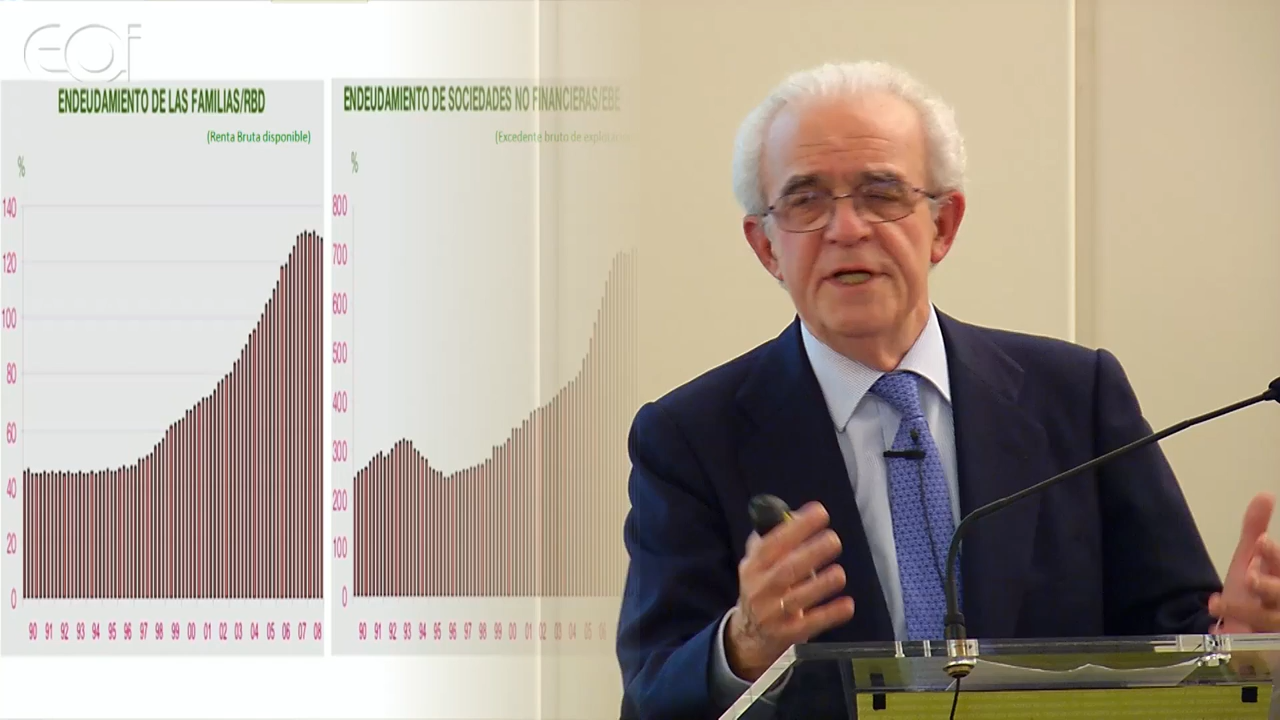 eoi
ENDEUDAMIENTO DE LAS FAMILIAS/RBD
(Renta Bruta disponible)
%
140
120
100
80
60
40
20
0
90 91 92 93 94 95 96 97 98 99 00 01 02 03 04 05 06 07 08
ENDEUDAMIENTO DE SOCIEDADES NO FINANCIERAS/EBE
(Excedente bruto de
%
800
700
600
500
400
300
200
100
0
90 91 92 93 94 95 96 97 98 99 00 01 02 03 04 05 06